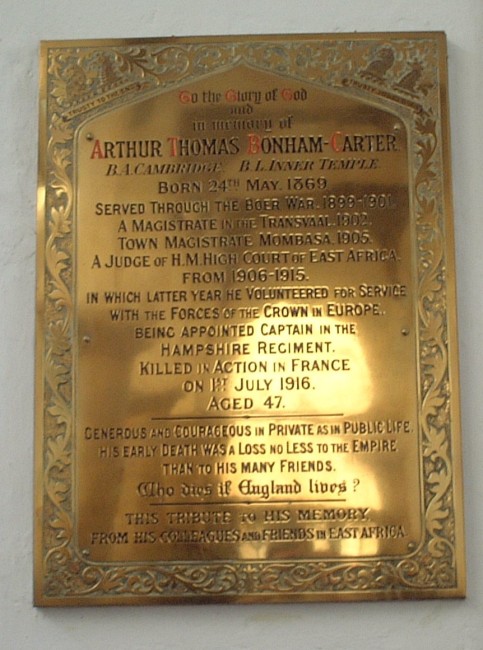 To the Glory of God
and
in memory of
ARTHUR THOMAS BONHAM-CARTER.
B.A. CAMBRIDGE. B.L. INNER TEMPLE.
BORN 24TH MAY. 1869.
SERVED THROUGH THE BOER WAR. 1899-1901.
A MAGISTRATE IN THE TRANSVAAL. 1902.
TOWN MAGISTRATE MOMBASA. 1905.
A JUDGE OF H.M. HIGH COURT OF EAST AFRICA.
FROM 1906-1915.
IN WHICH LATTER YEAR HE VOLUNTEERED FOR SERVICE
WITH THE FORCES OF THE CROWN IN EUROPE.
BEING APPOINTED CAPTAIN IN THE
HAMPSHIRE REGIMENT.
KILLED IN ACTION IN FRANCE
ON 1ST JULY 1916.
AGED 47.
GENEROUS AND COURAGEOUS IN PRIVATE AS IN PUBLIC LIFE
HIS EARLY DEATH WAS A LOSS NO LESS TO THE EMPIRE
THAN TO HIS MANY FRIENDS.
Who dies if England lives?
THIS TRIBUTE TO HIS MEMORY
FROM HIS COLLEAGUES AND FRIENDS IN EAST AFRICA.
TRUSTY TO THE END